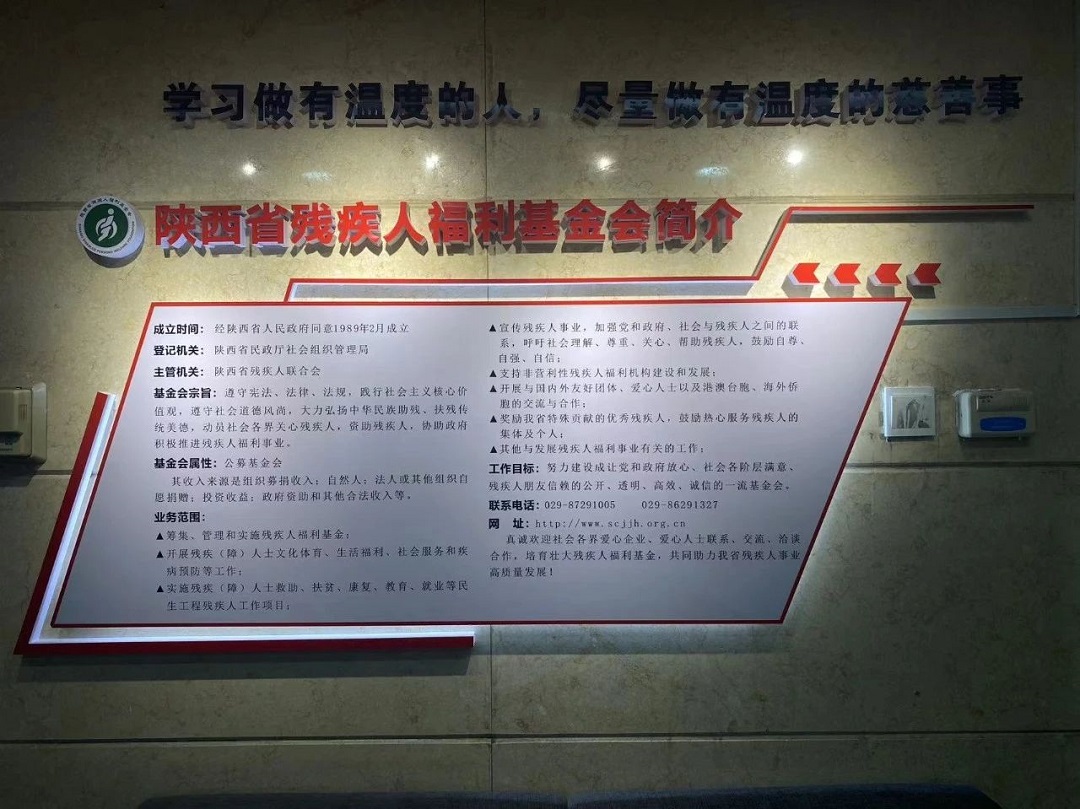 学习做有温度的人，尽量做有温度的慈善事
陕西省残疾人福利基金会简介
成立时间：经陕西省人民政府同意1989年2月成立
登记机关：陕西省民政厅社会组织管理局
主管机关：陕西省残疾人联合会
基金会宗旨：遵守宪法、法律、法规，践行社会主义核心价
值观，遵守社会道德风尚，大力弘扬中华民族助残、扶残传
统美德，动员社会各界关心残疾人，资助残疾人，协助政府
积极推进残疾人福利事业。
基金会属性：公募基金会
其收入来源是组织募捐收入；自然人、法人或其他组织自
愿捐赠；投资收益；政府资助和其他合法收入等。
业务范围：
▲筹集、管理和实施残疾人福利基金；
▲开展残疾（障）人士文化体育、生活福利、社会服务和疾
病预防等工作；
▲实施残疾（障）人士救助、扶贫、康复、教育、就业等民
生工程残疾人工作项目；
▲宣传残疾人事业，加强党和政府、社会与残疾人之间的联
系，呼吁社会理解、尊重、关心、帮助残疾人，鼓励自尊、
自强、自信；
▲支持非营利性残疾人福利机构建设和发展；
▲开展与国内外友好团体、爱心人士以及港澳台胞、海外侨
胞的交流与合作；
▲奖励我省特殊贡献的优秀残疾人，鼓励热心服务残疾人的
集体及个人；
▲其他与发展残疾人福利事业有关的工作；
工作目标：努力建设成让党和政府放心、社会各阶层满意、
残疾人朋友信赖的公开、透明、高效、诚信的一流基金会。
联系电话：029-87291005 029-86291327
网 址：http://www.scjjh.org.cn
真诚欢迎社会各界爱心企业、爱心人士联系、交流、洽谈
合作，培育壮大残疾人福利基金，共同助力我省残疾人事业
高质量发展！